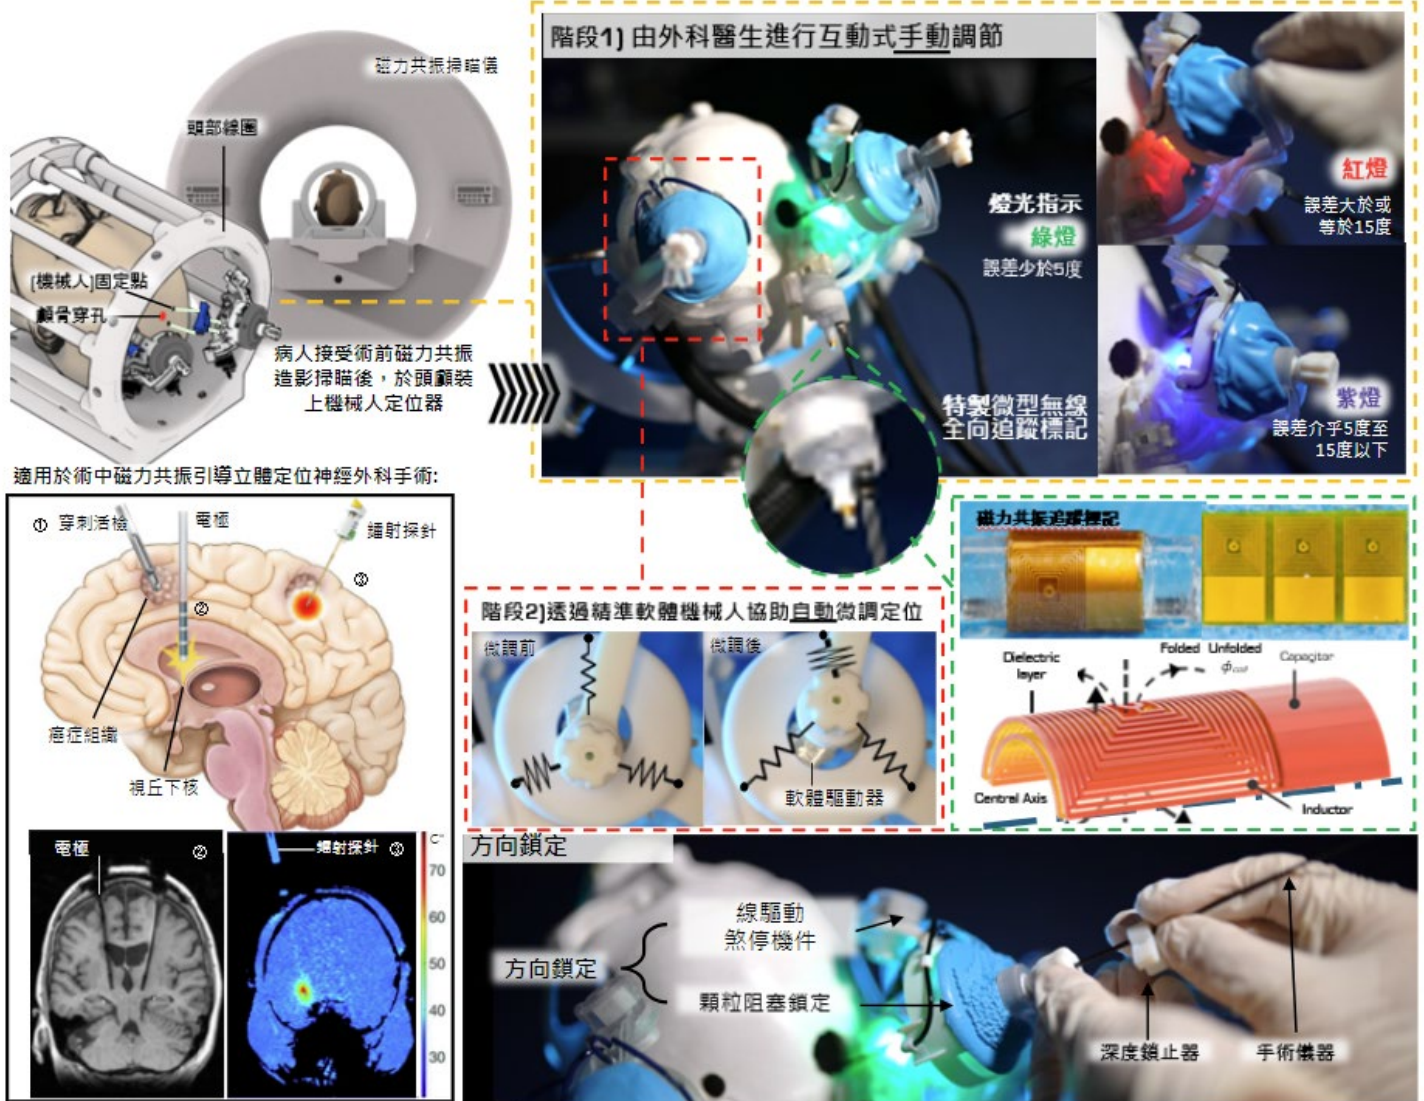 磁力共振掃瞄儀
頭部線圈
(機械人)固定點
顱骨穿孔
病人接受術前磁力共振
造影掃瞄後，於頭顱裝
上機械人定位器
階段1) 由外科醫生進行互動式手動調節
燈光指示
綠燈
誤差少於5度
紅燈
誤差大於或
等於15度
紫燈
誤差介乎5度至
15度以下
特製微型無線
全向追蹤標記
適用於術中磁力共振引導立體定位神經外科手術:
① 穿刺活檢
電極
鐳射探針
③
②
癌症組織
視丘下核
電極
②
鐳射探針 ③
C°
70
60
50
40
30
階段2)透過精準軟體機械人協助自動微調定位
微調前
微調後
軟體驅動器
磁力共振追蹤標記
Dielectric
layer
Folded
Unfolded
ϕcoil
Capacitor
Central Axis
Inductor
方向鎖定
線驅動
煞停機件
方向鎖定
顆粒阻塞鎖定
深度鎖止器
手術儀器